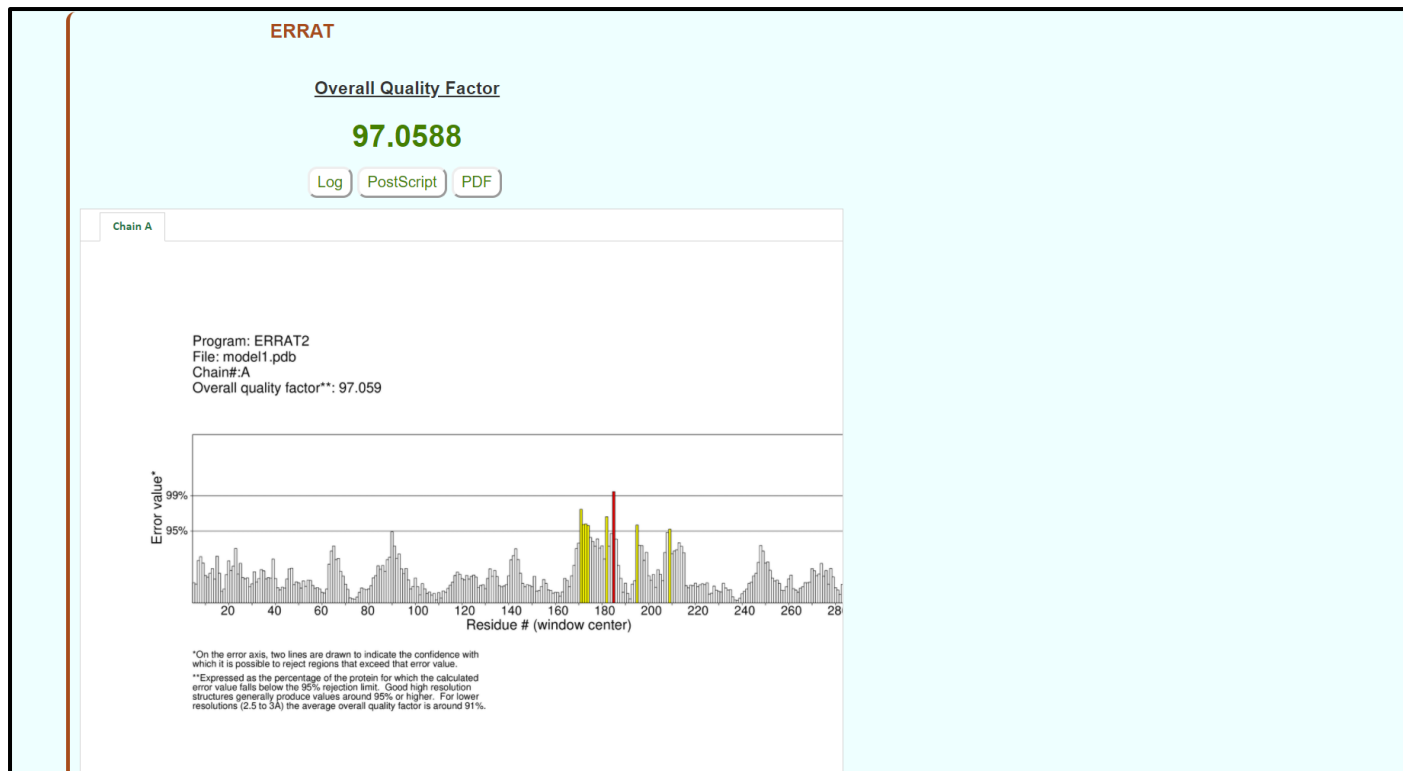 ERRAT
Overall Quality Factor
97.0588
Log PostScript PDF
Chain A
Program: ERRAT2
File: model1.pdb
Chain#:A
Overall quality factor**: 97.059
Error value*
99%
95%
20 40 60 80 100 120 140 160 180 200 220 240 260 28
Residue # (window center)
*On the error axis, two lines are drawn to indicate the confidence with
which it is possible to reject regions that exceed that error value.
**Expressed as the percentage of the protein for which the calculated
error value falls below the 95% rejection limit. Good high resolution
structures generally produce values around 95% or higher. For lower
resolutions (2.5 to 3A) the average overall quality factor is around 91%.